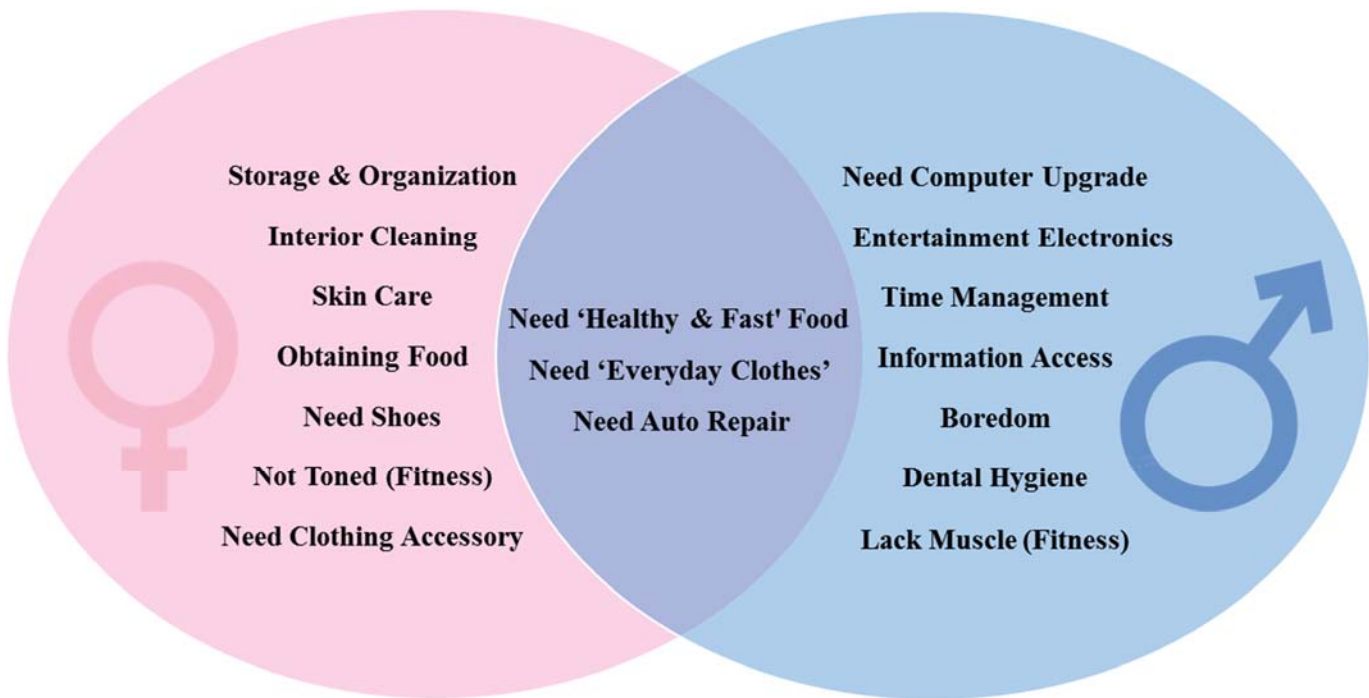 Storage & Organization
Interior Cleaning
Skin Care
Obtaining Food
Need Shoes
Not Toned (Fitness)
Need Clothing Accessory
Need ‘Healthy & Fast' Food
Need ‘Everyday Clothes’
Need Auto Repair
Need Computer Upgrade
Entertainment Electronics
Time Management
Information Access
Boredom
Dental Hygiene
Lack Muscle (Fitness)